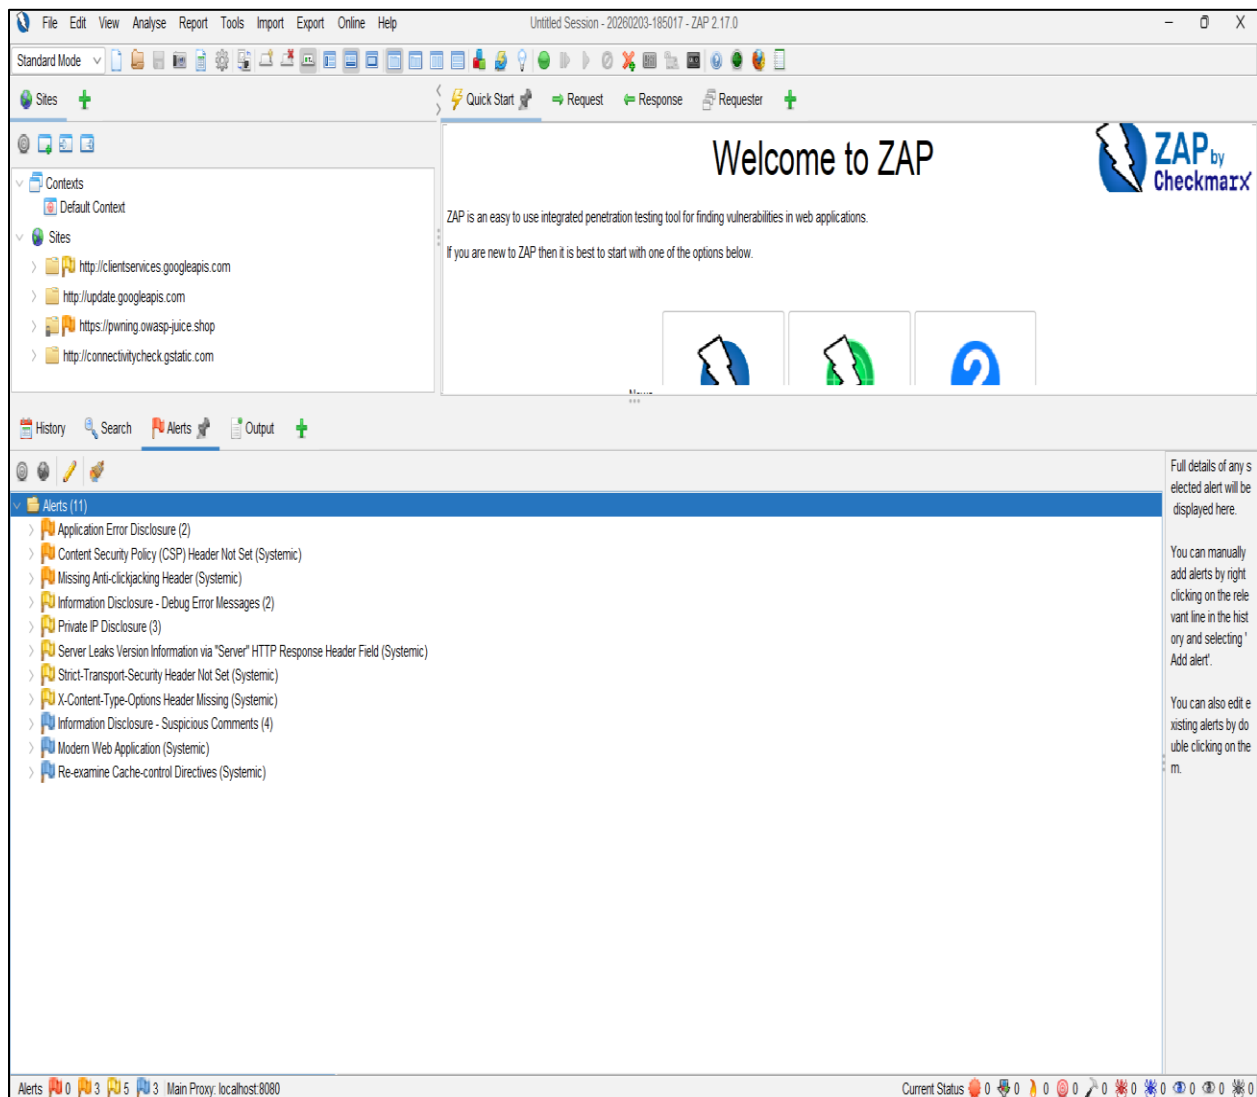 File Edit View Analyse Report Tools Import Export Online Help Untitled Session - 20260203-185017 - ZAP 2.17.0
Standard Mode
Sites
Quick Start Request Response Requester
Welcome to ZAP
ZAP by
Checkmarx
ZAP is an easy to use integrated penetration testing tool for finding vulnerabilities in web applications.
If you are new to ZAP then it is best to start with one of the options below.
Contexts
Default Context
Sites
http://clientservices.googleapis.com
http://update.googleapis.com
https://pwning.owasp-juice.shop
http://connectivitycheck.gstatic.com
History Search Alerts Output
Alerts (11)
Application Error Disclosure (2)
Content Security Policy (CSP) Header Not Set (Systemic)
Missing Anti-clickjacking Header (Systemic)
Information Disclosure - Debug Error Messages (2)
Private IP Disclosure (3)
Server Leaks Version Information via "Server" HTTP Response Header Field (Systemic)
Strict-Transport-Security Header Not Set (Systemic)
X-Content-Type-Options Header Missing (Systemic)
Information Disclosure - Suspicious Comments (4)
Modern Web Application (Systemic)
Re-examine Cache-control Directives (Systemic)
Full details of any s
elected alert will be
displayed here.
You can manually
add alerts by right
clicking on the rele
vant line in the hist
ory and selecting '
Add alert'.
You can also edit e
xisting alerts by do
uble clicking on the
m.
Alerts 0 3 5 3 Main Proxy: localhost:8080 Current Status 0 0 0 0 0 0 0 0 0 0